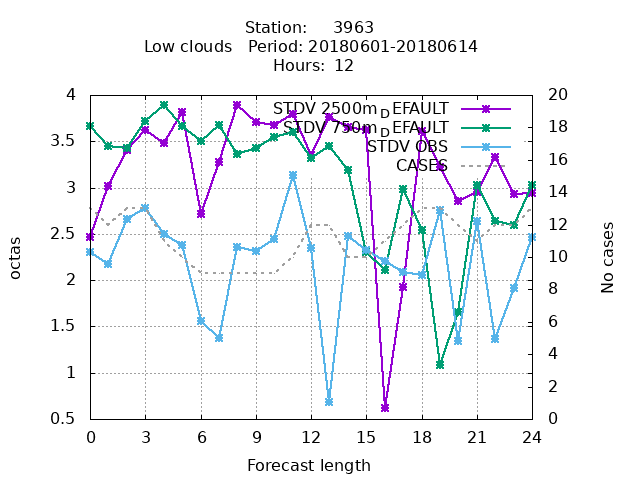 Station: 3963
Low clouds Period: 20180601-20180614
Hours: 12
STDV 2500m_DEFAULT
STDV 750m_DEFAULT
STDV OBS
CASES
4
3.5
3
2.5
2
1.5
1
0.5
20
18
16
14
12
10
8
6
4
2
0
octas
No cases
0 3 6 9 12 15 18 21 24
Forecast length